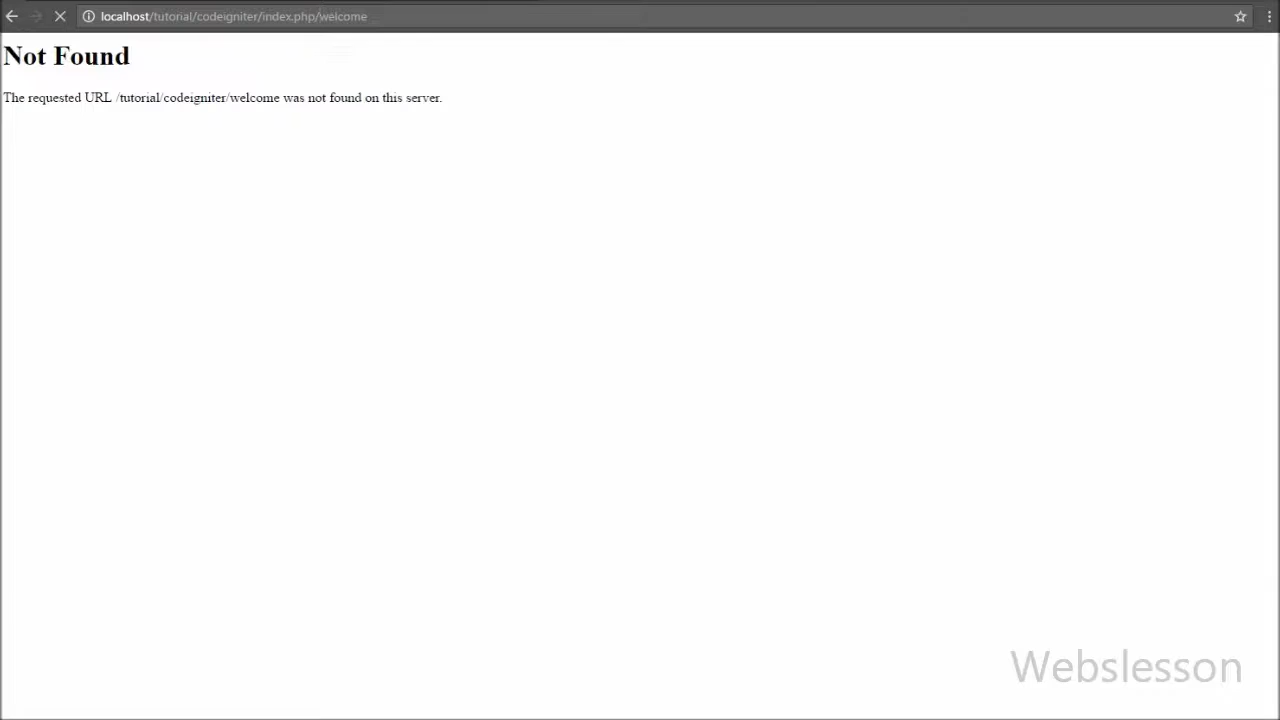 localhost/tutorial/codeigniter/index.php/welcome
Not Found
The requested URL /tutorial/codeigniter/welcome was not found on this server.
Webslesson